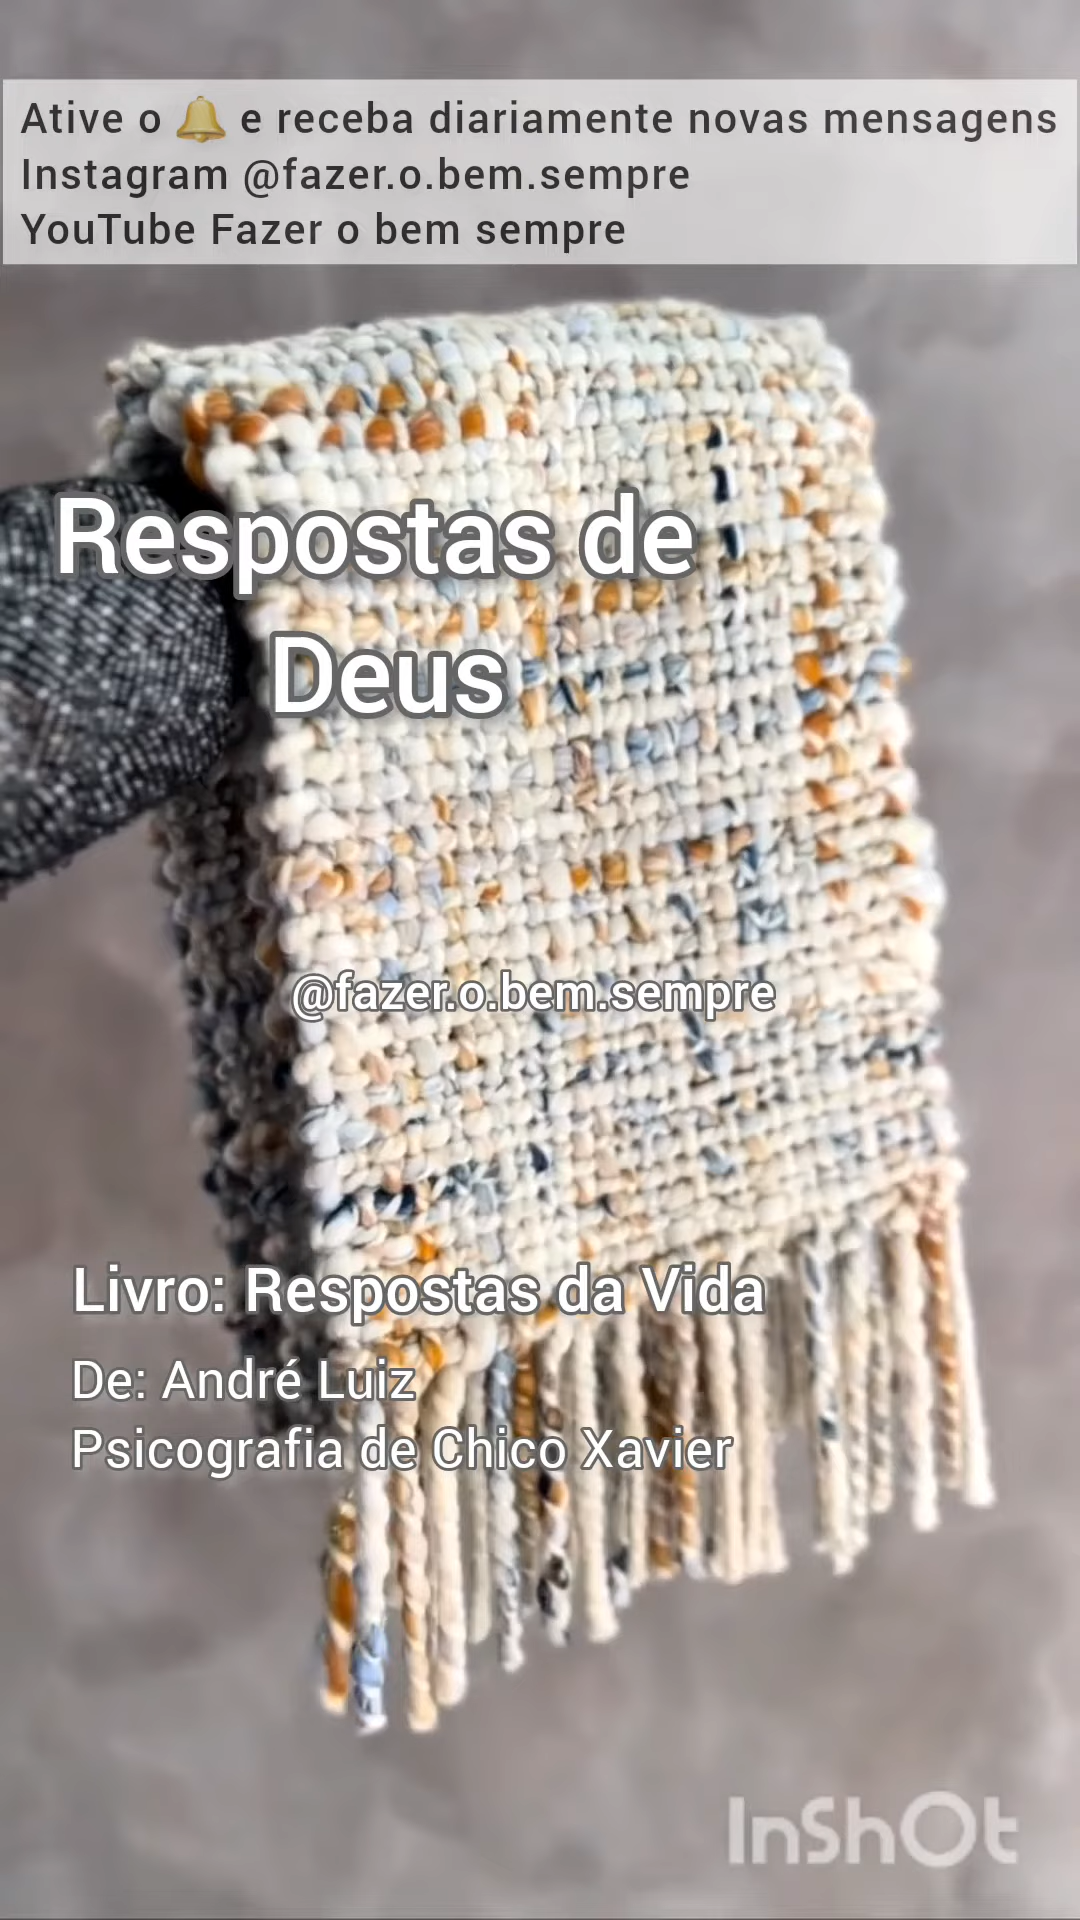 Ative o 🔔 e receba diariamente novas mensagens
Instagram @fazer.o.bem.sempre
YouTube Fazer o bem sempre
Respostas de
Deus
@fazer.o.bem.sempre
Livro: Respostas da Vida
De: André Luiz
Psicografia de Chico Xavier
InShOt